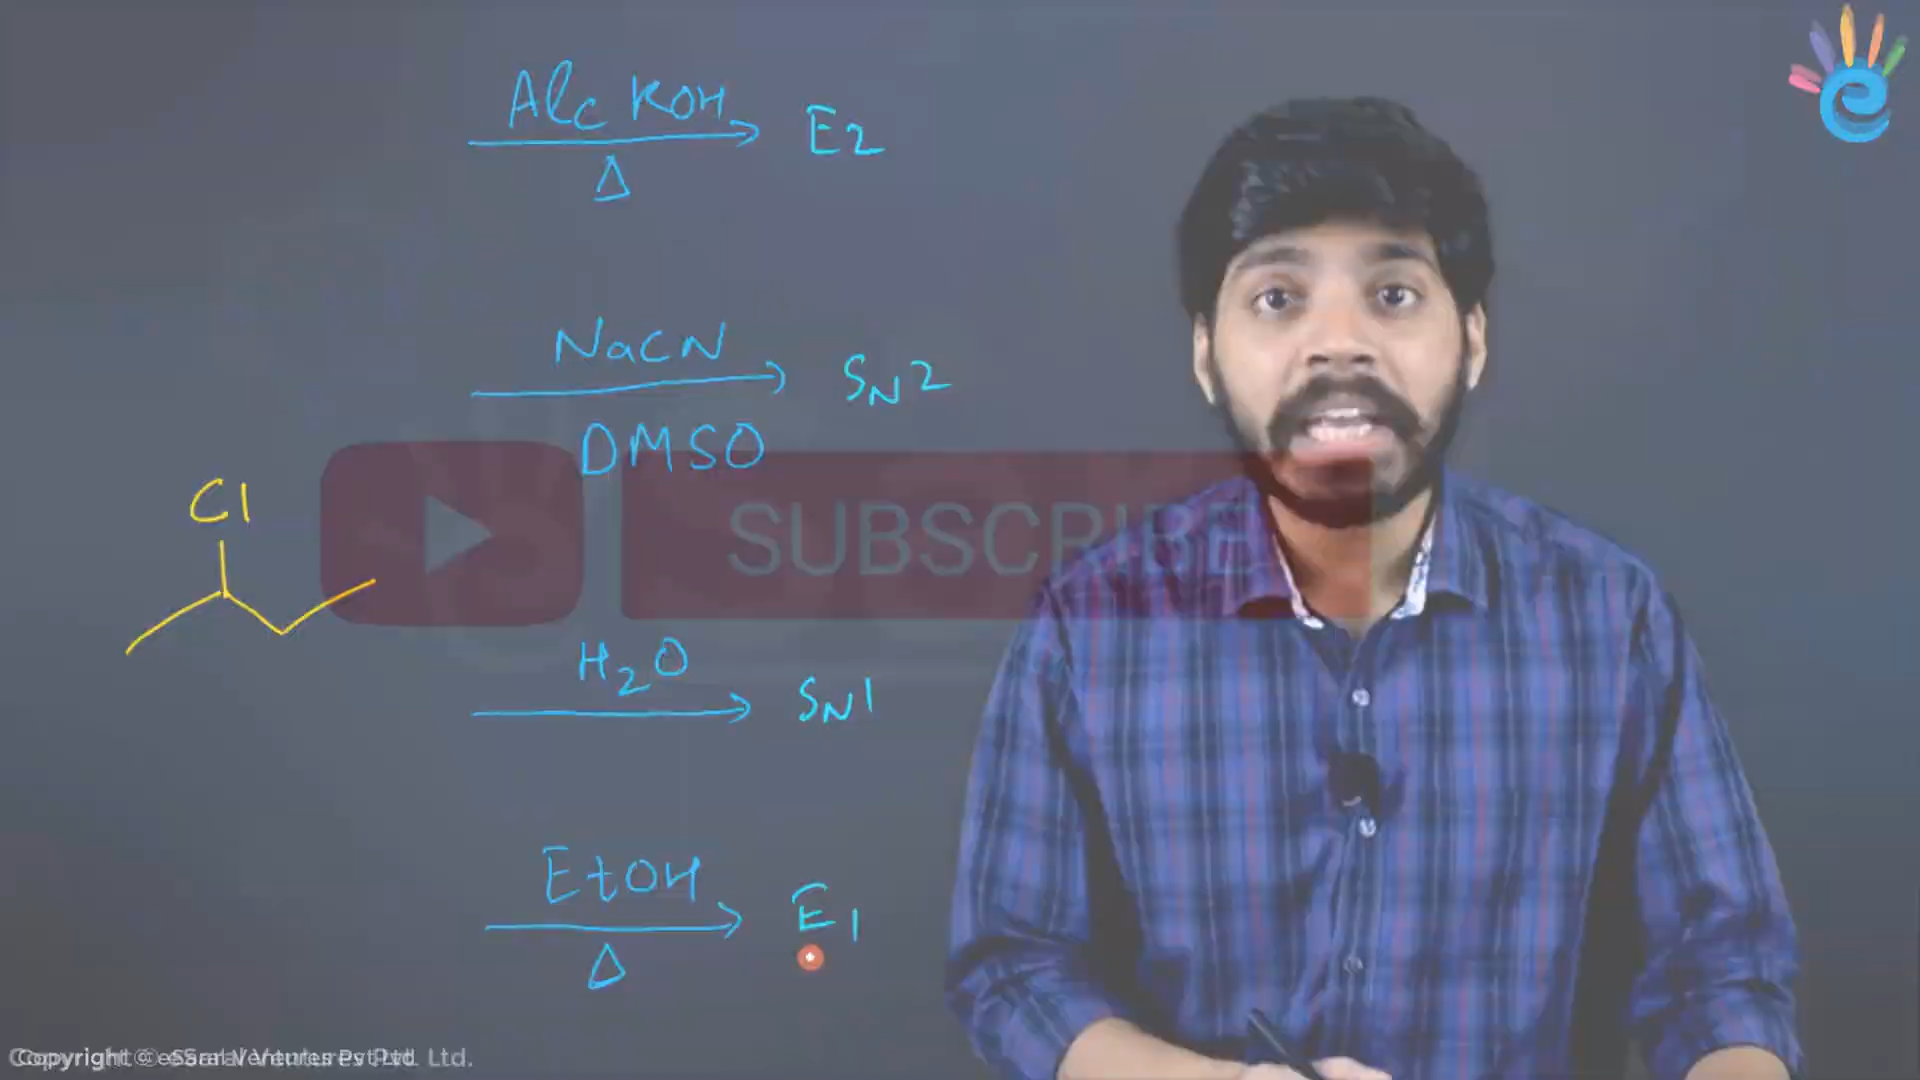 Alc KOH
Δ
E2
NaCN
DMSO
SN2
Cl
SUBSCRIBE
H2O
SN1
EtOH
Δ
E1
Copyright © eSaral Ventures Pvt. Ltd.